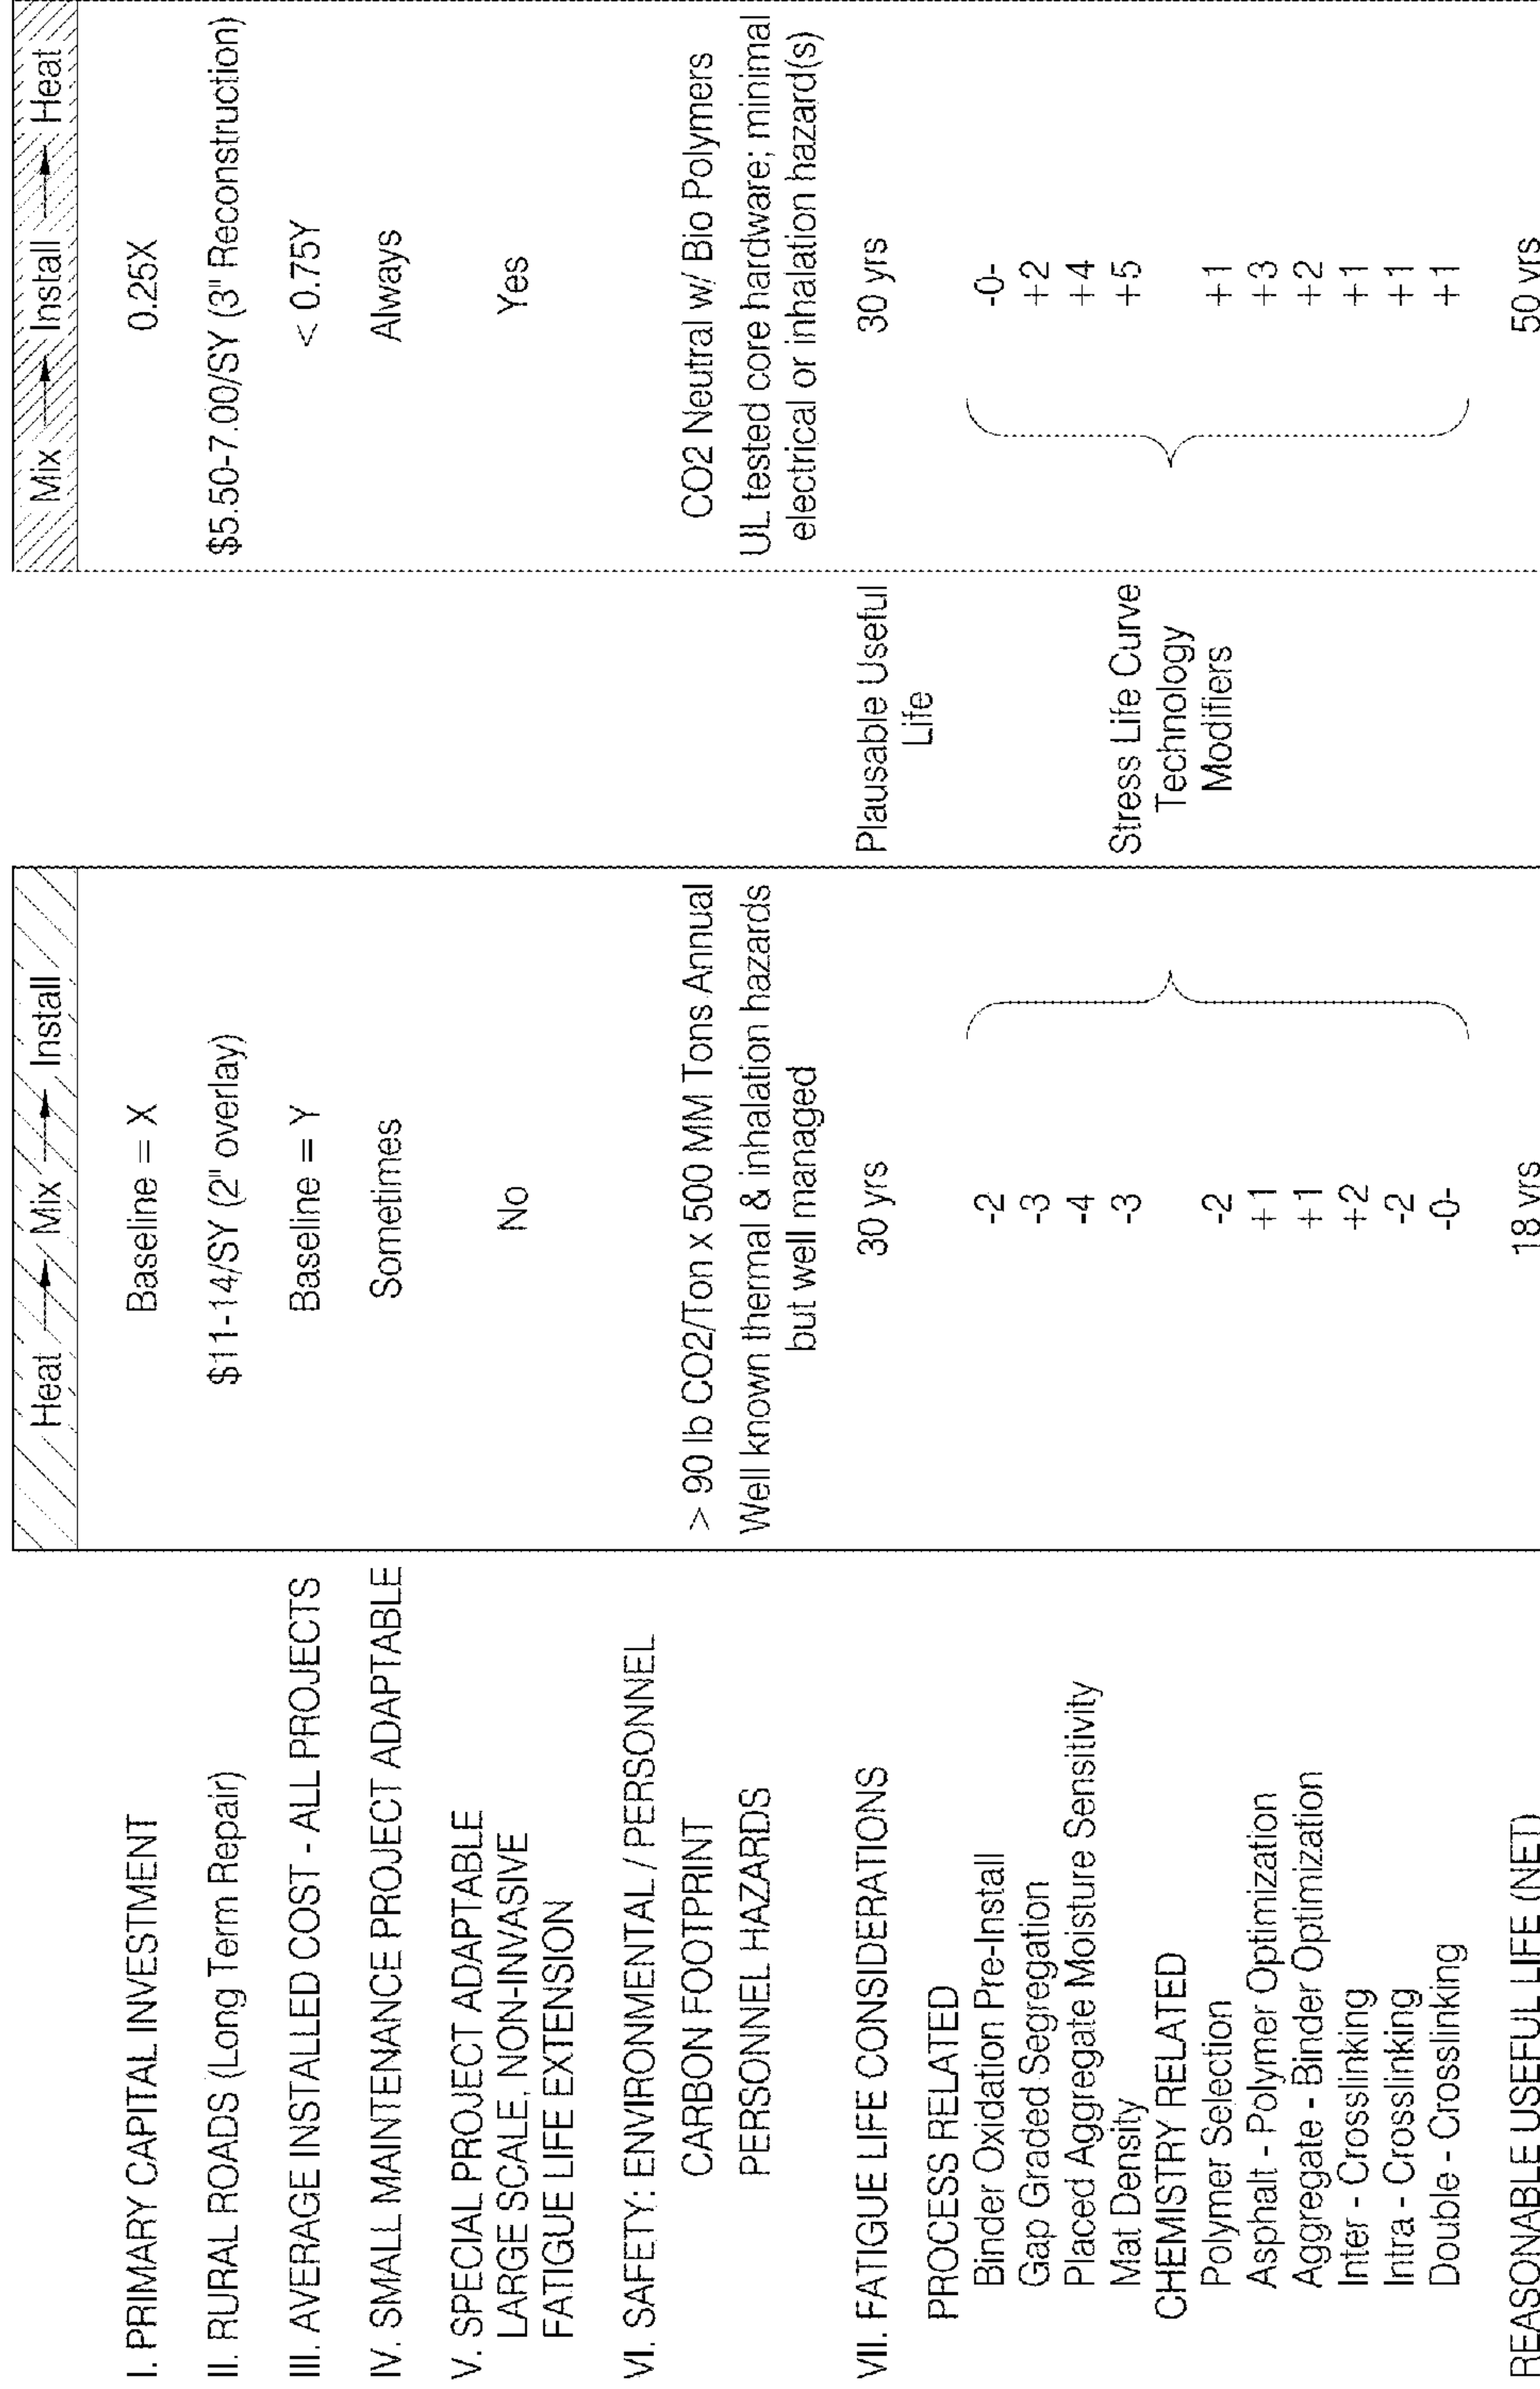 Heat → Mix → Install
Mix → Install → Heat
I. PRIMARY CAPITAL INVESTMENT
Baseline = X
0.25X
II. RURAL ROADS (Long Term Repair)
$11-14/SY (2" overlay)
$5.50-7.00/SY (3" Reconstruction)
III. AVERAGE INSTALLED COST - ALL PROJECTS
Baseline = Y
< 0.75Y
IV. SMALL MAINTENANCE PROJECT ADAPTABLE
Sometimes
Always
V. SPECIAL PROJECT ADAPTABLE
LARGE SCALE, NON-INVASIVE
FATIGUE LIFE EXTENSION
No
Yes
VI. SAFETY: ENVIRONMENTAL / PERSONNEL
CARBON FOOTPRINT
> 90 lb CO2/Ton x 500 MM Tons Annual
CO2 Neutral w/ Bio Polymers
PERSONNEL HAZARDS
Well known thermal & inhalation hazards
but well managed
UL tested core hardware; minimal
electrical or inhalation hazard(s)
VII. FATIGUE LIFE CONSIDERATIONS
30 yrs
Plausable Useful
Life
30 yrs
PROCESS RELATED
Binder Oxidation Pre-Install
-2
-0-
Gap Graded Segregation
-3
+2
Placed Aggregate Moisture Sensitivity
-4
+4
Mat Density
-3
+5
Stress Life Curve
Technology
Modifiers
CHEMISTRY RELATED
Polymer Selection
-2
+1
Asphalt - Polymer Optimization
+1
+3
Aggregate - Binder Optimization
+1
+2
Inter - Crosslinking
+2
+1
Intra - Crosslinking
-2
+1
Double - Crosslinking
-0-
+1
REASONABLE USEFUL LIFE (NET)
18 yrs
50 yrs